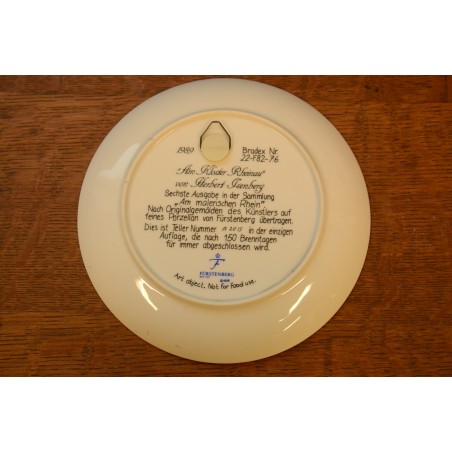 1989 Bradex Nr.
22-F82-7.6
"Am Kloster Rheinau"
von Herbert Isenberg
Sechste Ausgabe in der Sammlung
„Am malerischen Rhein".
Nach Originalgemälden des Künstlers auf
feines Porzellan von Fürstenberg übertragen.
Dies ist Teller Nummer in der einzigen
Auflage, die nach 150 Brenntagen
für immer abgeschlossen wird.
F
FÜRSTENBERG
Art object. Not for food use.